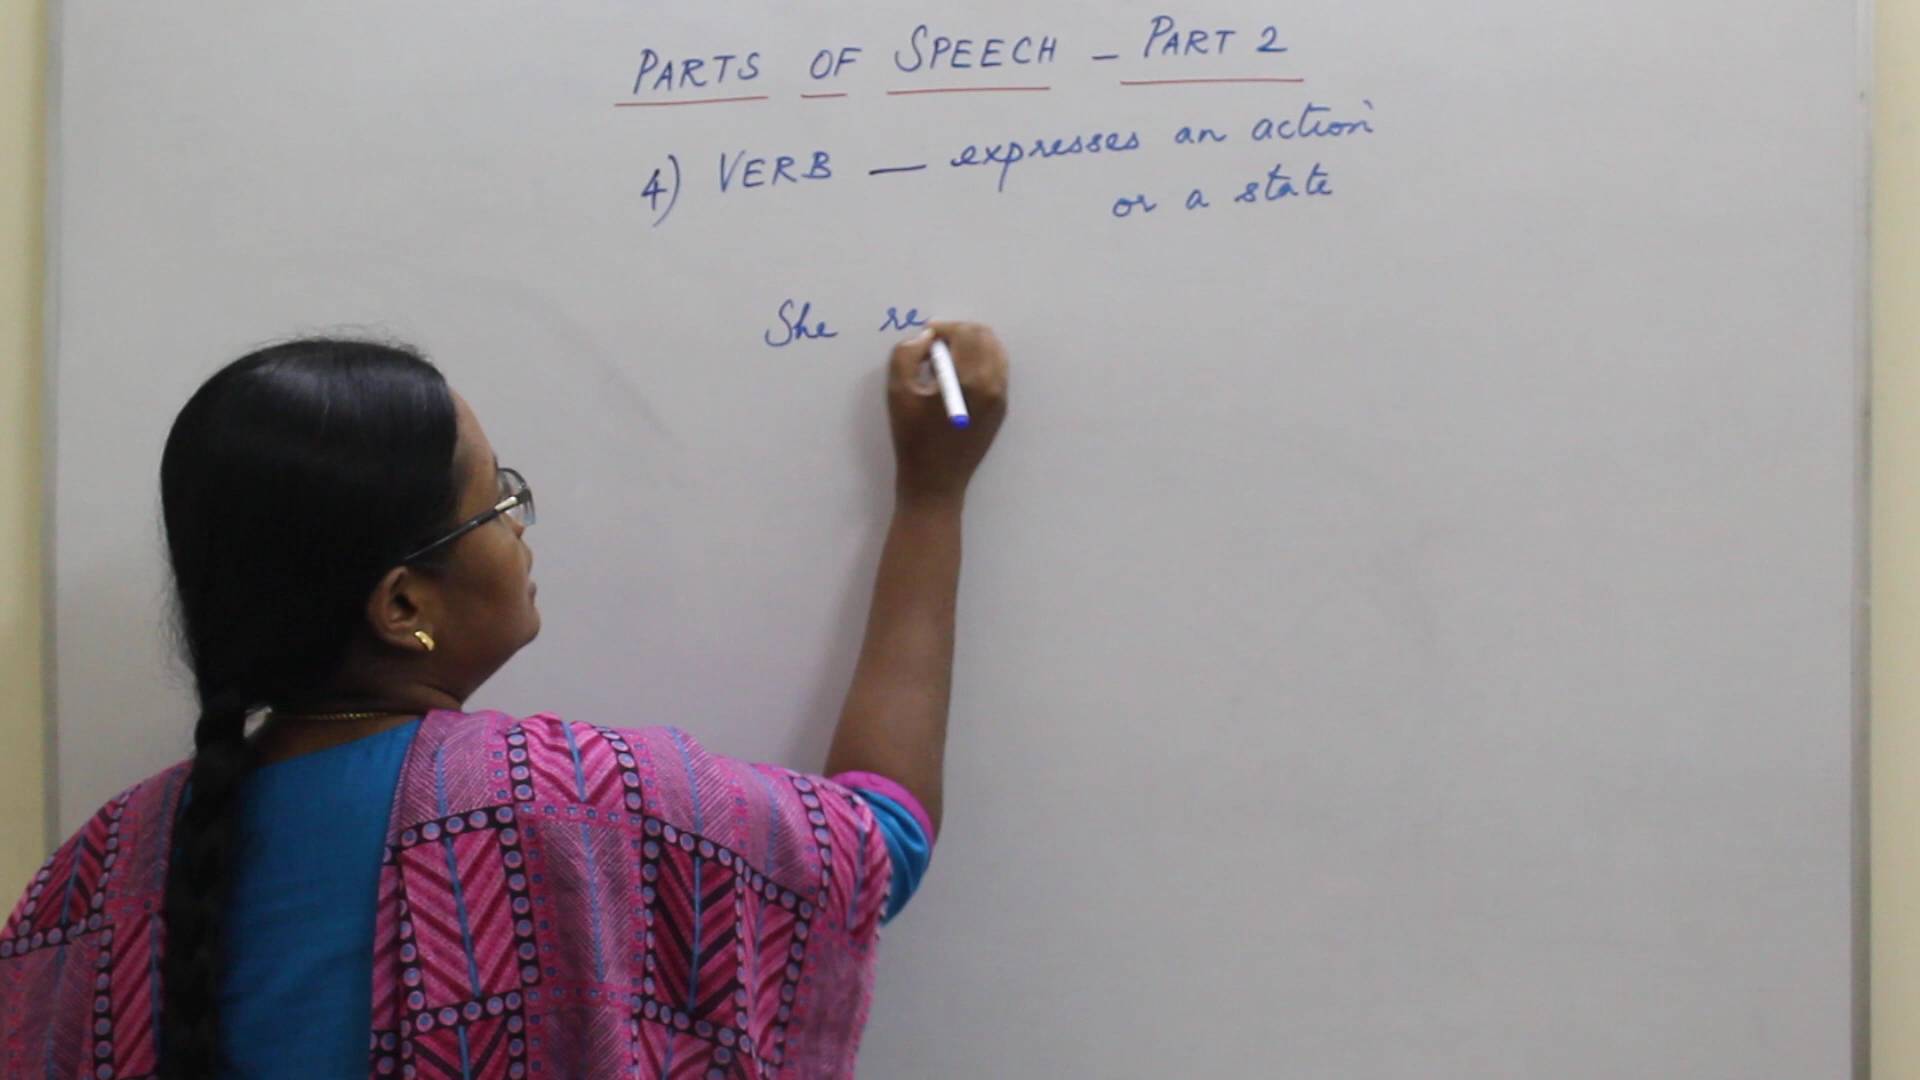 PARTS OF SPEECH - PART 2
4) VERB — expresses an action
or a state
She re